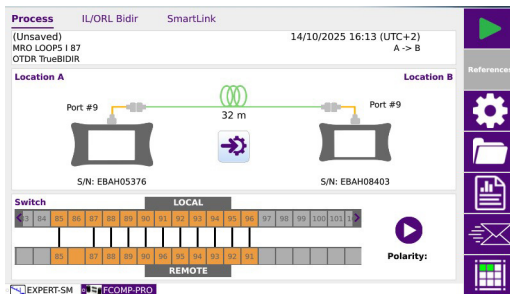 Process IL/ORL Bidir SmartLink
(Unsaved) 14/10/2025 16:13 (UTC+2)
MRO LOOP5 I 87 A -> B
OTDR TrueBIDIR
References
Location A Location B
Port #9 Port #9
32 m
S/N: EBAH05376 S/N: EBAH08403
Switch LOCAL
84 85 86 87 88 89 90 91 92 93 94 95 96 97 98 99 100 101
85 87 88 89 90 96 95 94 93 92 91
REMOTE
Polarity:
EXPERT-SM FCOMP-PRO